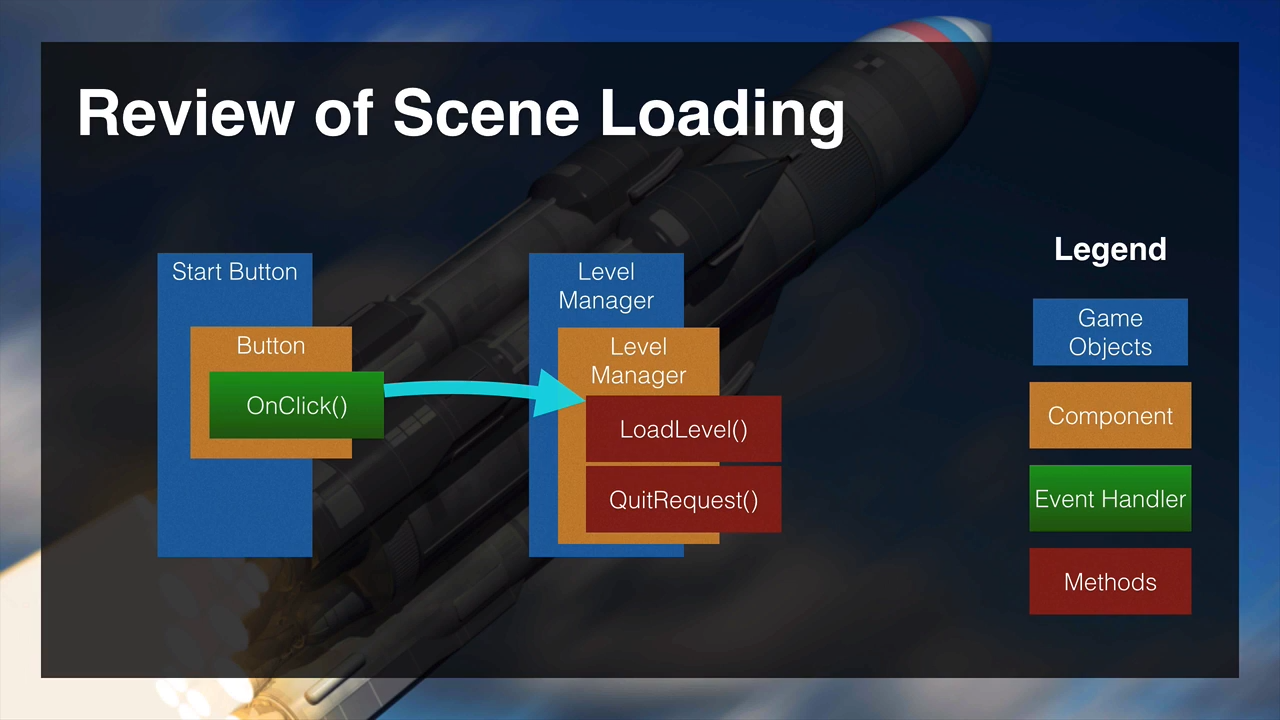 Review of Scene Loading
Start Button
Button
OnClick()
Level
Manager
Level
Manager
LoadLevel()
QuitRequest()
Legend
Game
Objects
Component
Event Handler
Methods